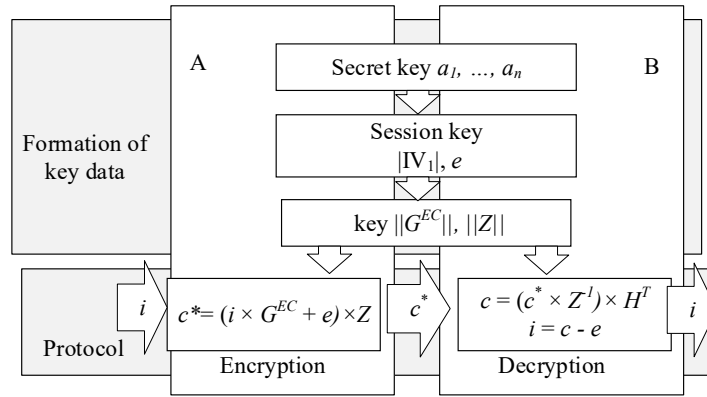 A
B
Secret key a₁, ..., aₙ
Formation of
key data
Session key
|IV₁|, e
key ||Gᴱᶜ||, ||Z||
i
c*= (i × Gᴱᶜ + e) ×Z
c*
c = (c* × Z⁻¹) × Hᵀ
i = c - e
i
Protocol
Encryption
Decryption